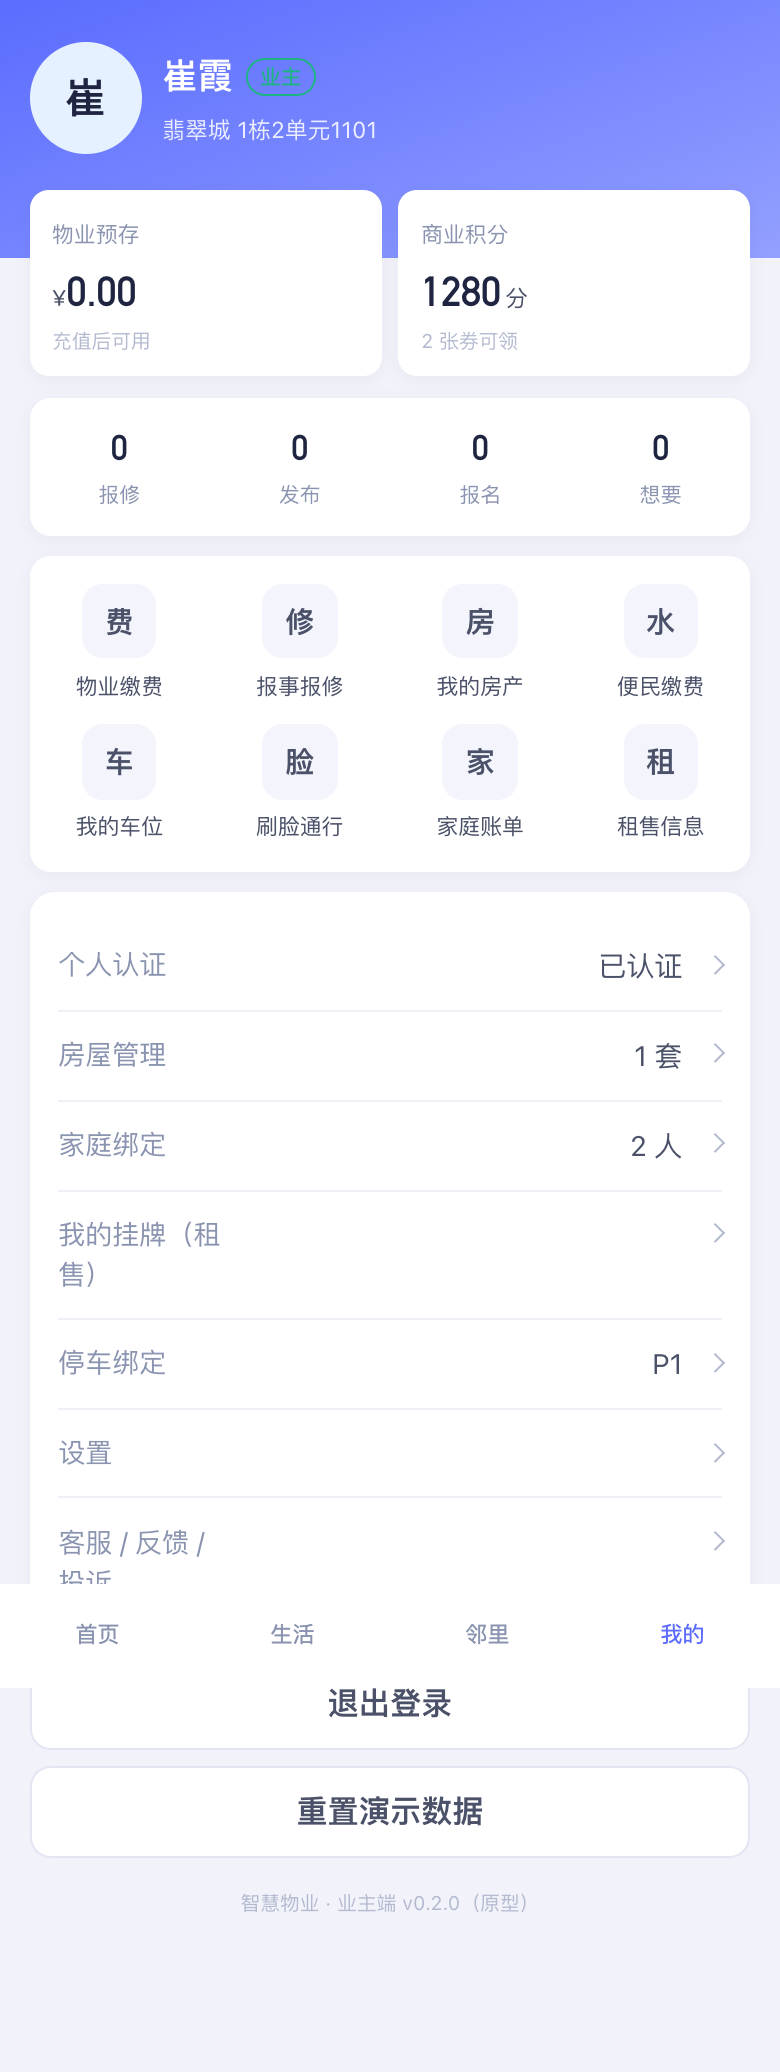 崔
崔霞 业主
翡翠城 1栋2单元1101
物业预存
¥0.00
充值后可用
商业积分
1280 分
2 张券可领
0 0 0 0
报修 发布 报名 想要
费 修 房 水
物业缴费 报事报修 我的房产 便民缴费
车 脸 家 租
我的车位 刷脸通行 家庭账单 租售信息
个人认证 已认证
房屋管理 1 套
家庭绑定 2 人
我的挂牌（租
售）
停车绑定 P1
设置
客服 / 反馈 /
投诉
首页 生活 邻里 我的
退出登录
重置演示数据
智慧物业 · 业主端 v0.2.0（原型）